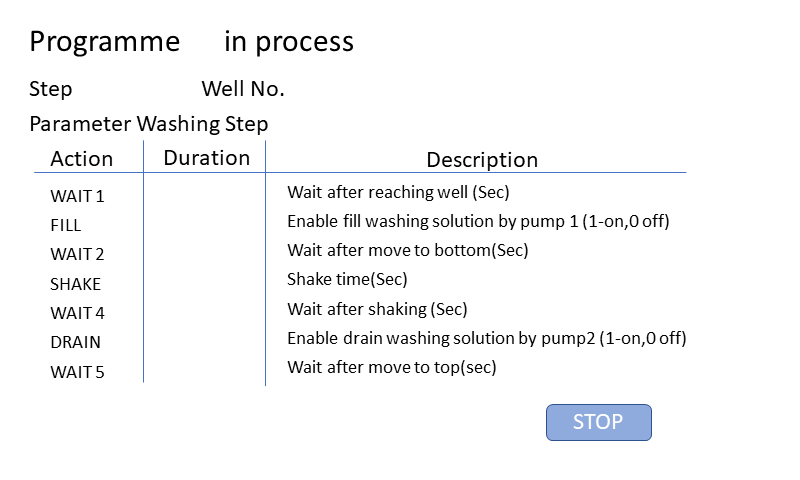 Programme in process
Step Well No.
Parameter Washing Step
Action Duration Description
WAIT 1 Wait after reaching well (Sec)
FILL Enable fill washing solution by pump 1 (1-on,0 off)
WAIT 2 Wait after move to bottom(Sec)
SHAKE Shake time(Sec)
WAIT 4 Wait after shaking (Sec)
DRAIN Enable drain washing solution by pump2 (1-on,0 off)
WAIT 5 Wait after move to top(sec)
STOP